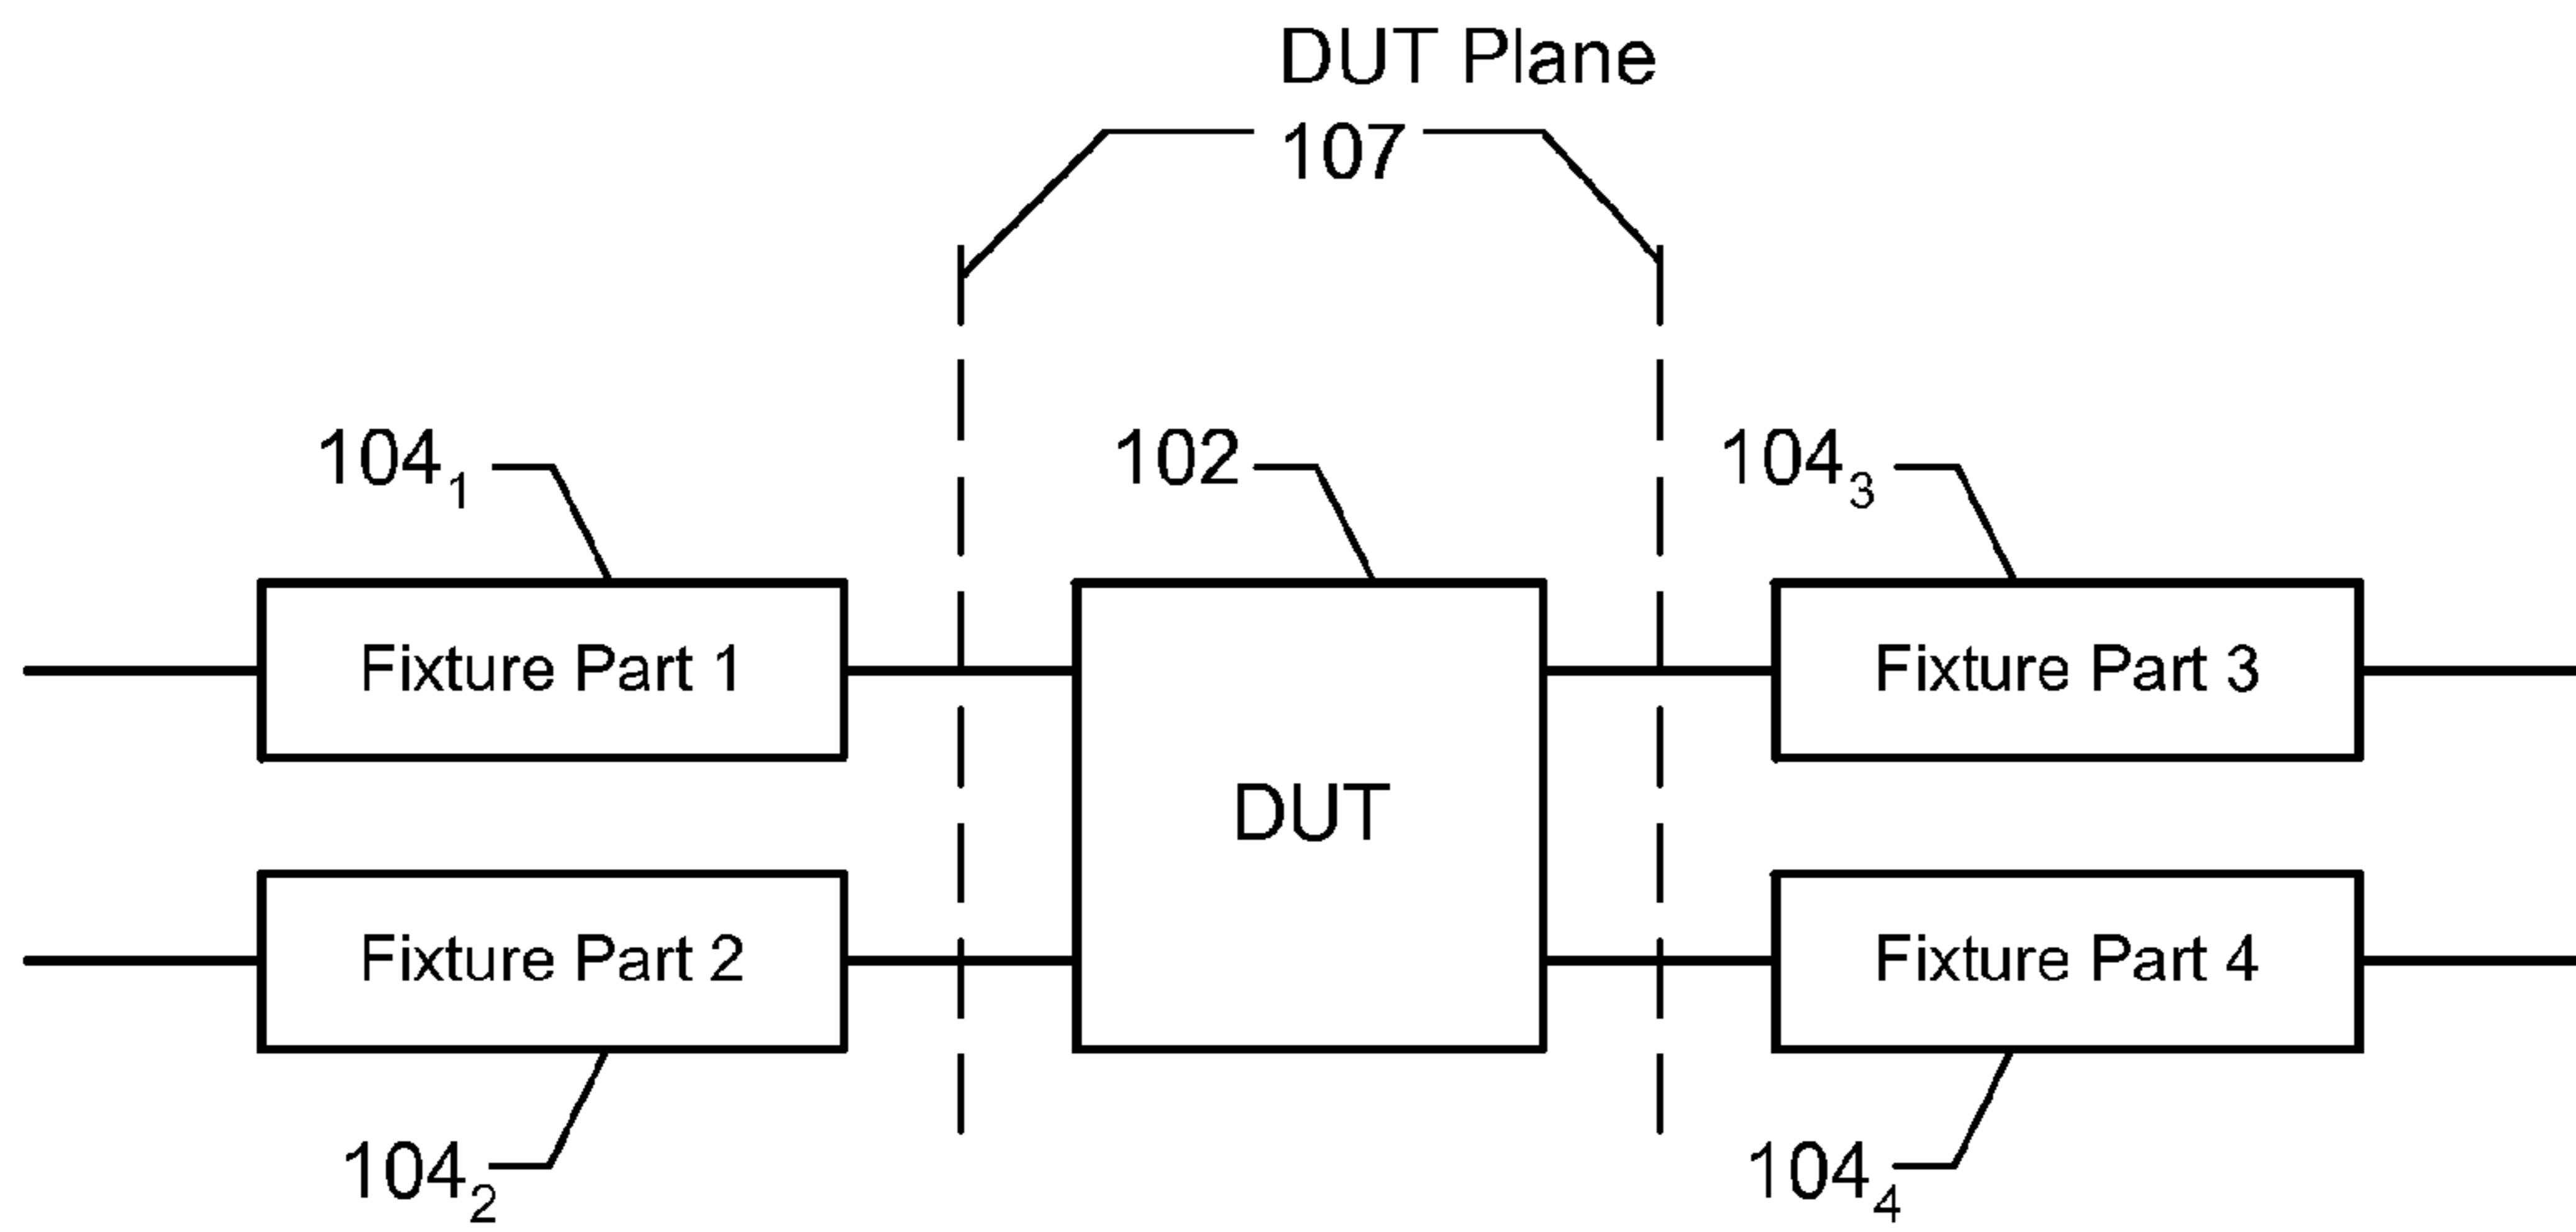 DUT Plane
107
104₁
102
104₃
Fixture Part 1
Fixture Part 3
DUT
Fixture Part 2
Fixture Part 4
104₂
104₄